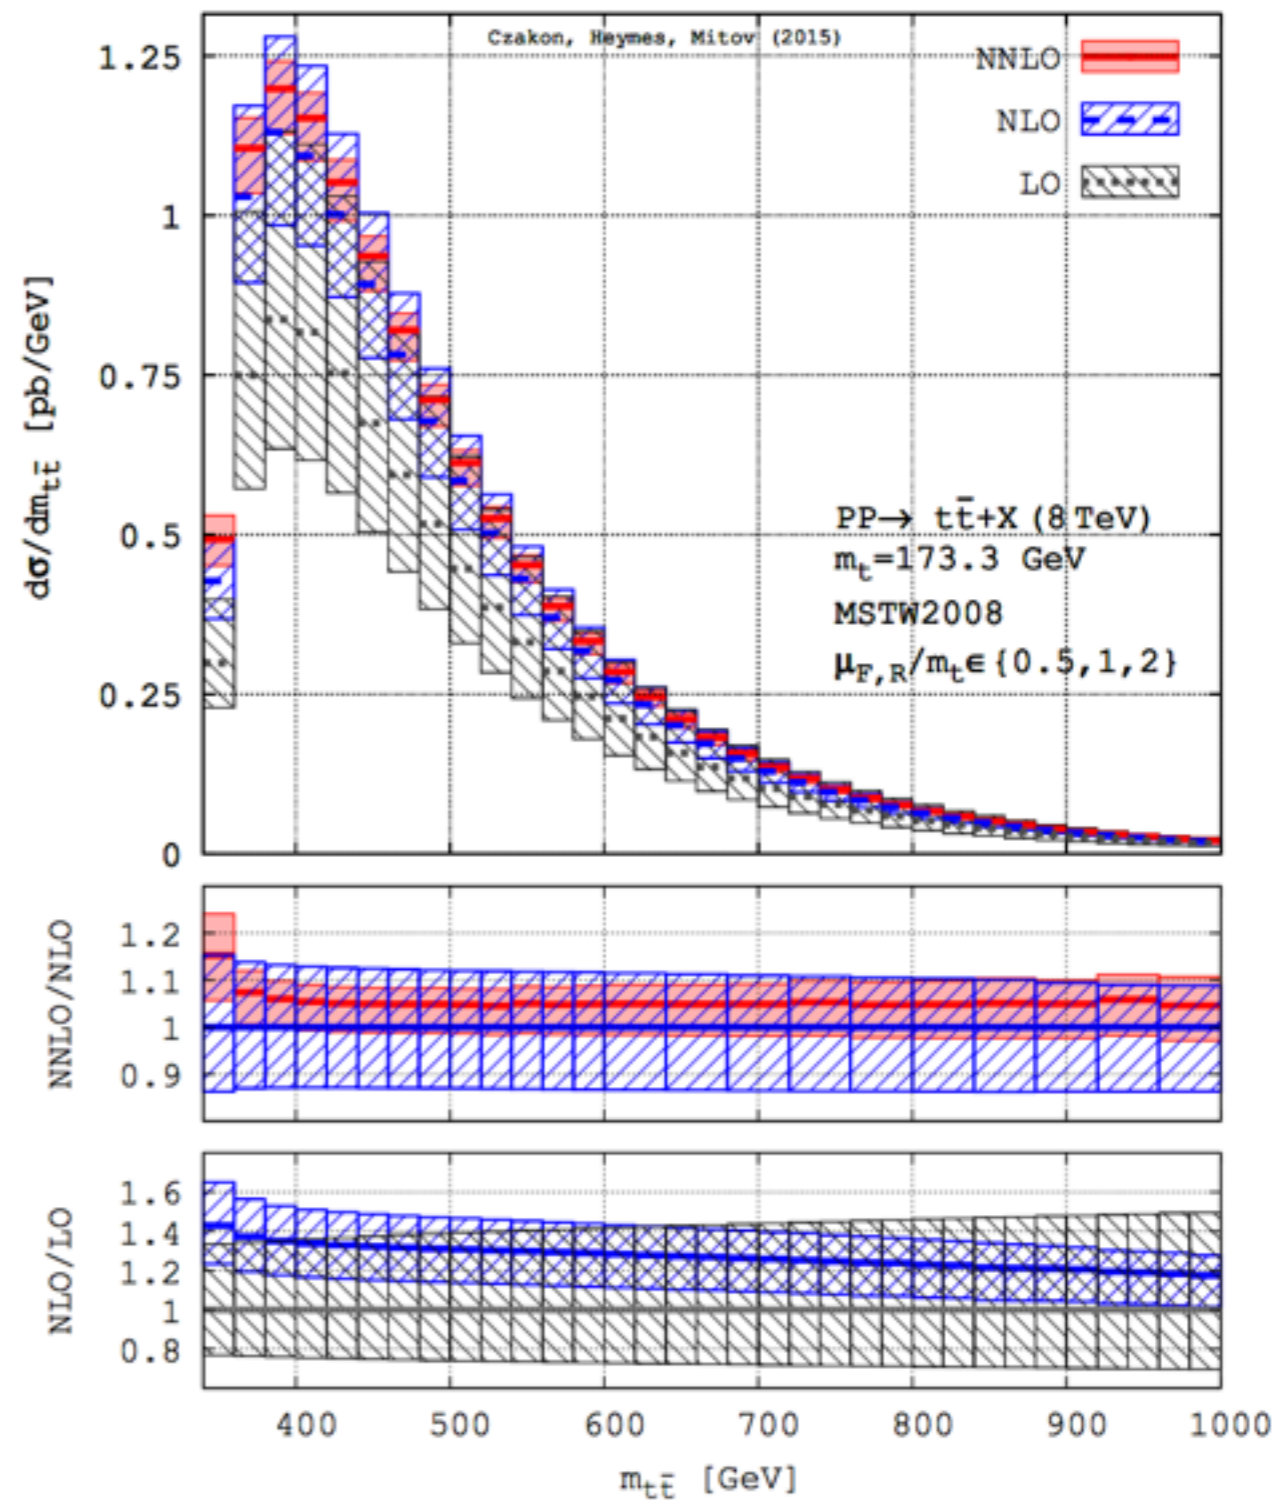 Czakon, Heymes, Mitov (2015)
NNLO
NLO
LO
1.25
1
0.75
0.5
0.25
0
dσ/dm_tt̄ [pb/GeV]
PP→ tt̄+X (8 TeV)
m_t=173.3 GeV
MSTW2008
μ_F,R/m_t∈{0.5,1,2}
NNLO/NLO
1.2
1.1
1
0.9
NLO/LO
1.6
1.4
1.2
1
0.8
400 500 600 700 800 900 1000
m_tt̄ [GeV]